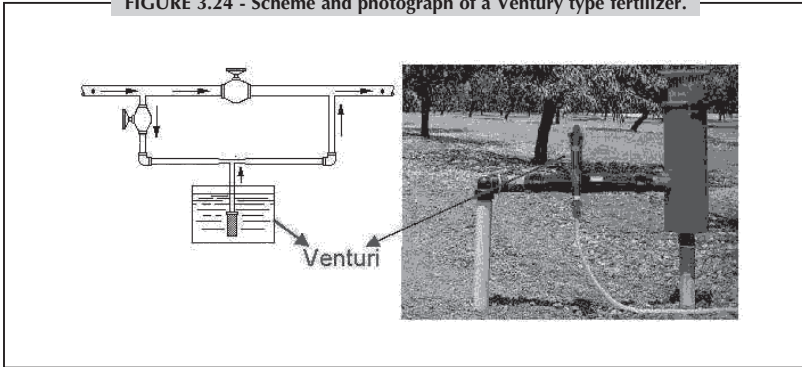 FIGURE 3.24 - Scheme and photograph of a Ventury type fertilizer.
Venturi